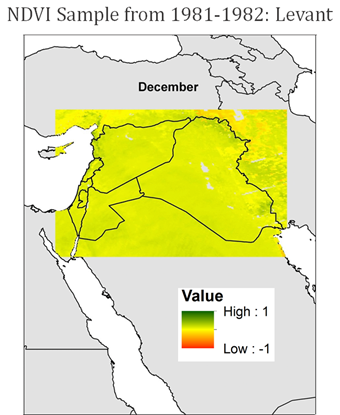 NDVI Sample from 1981-1982: Levant
December
Value
High : 1
Low : -1